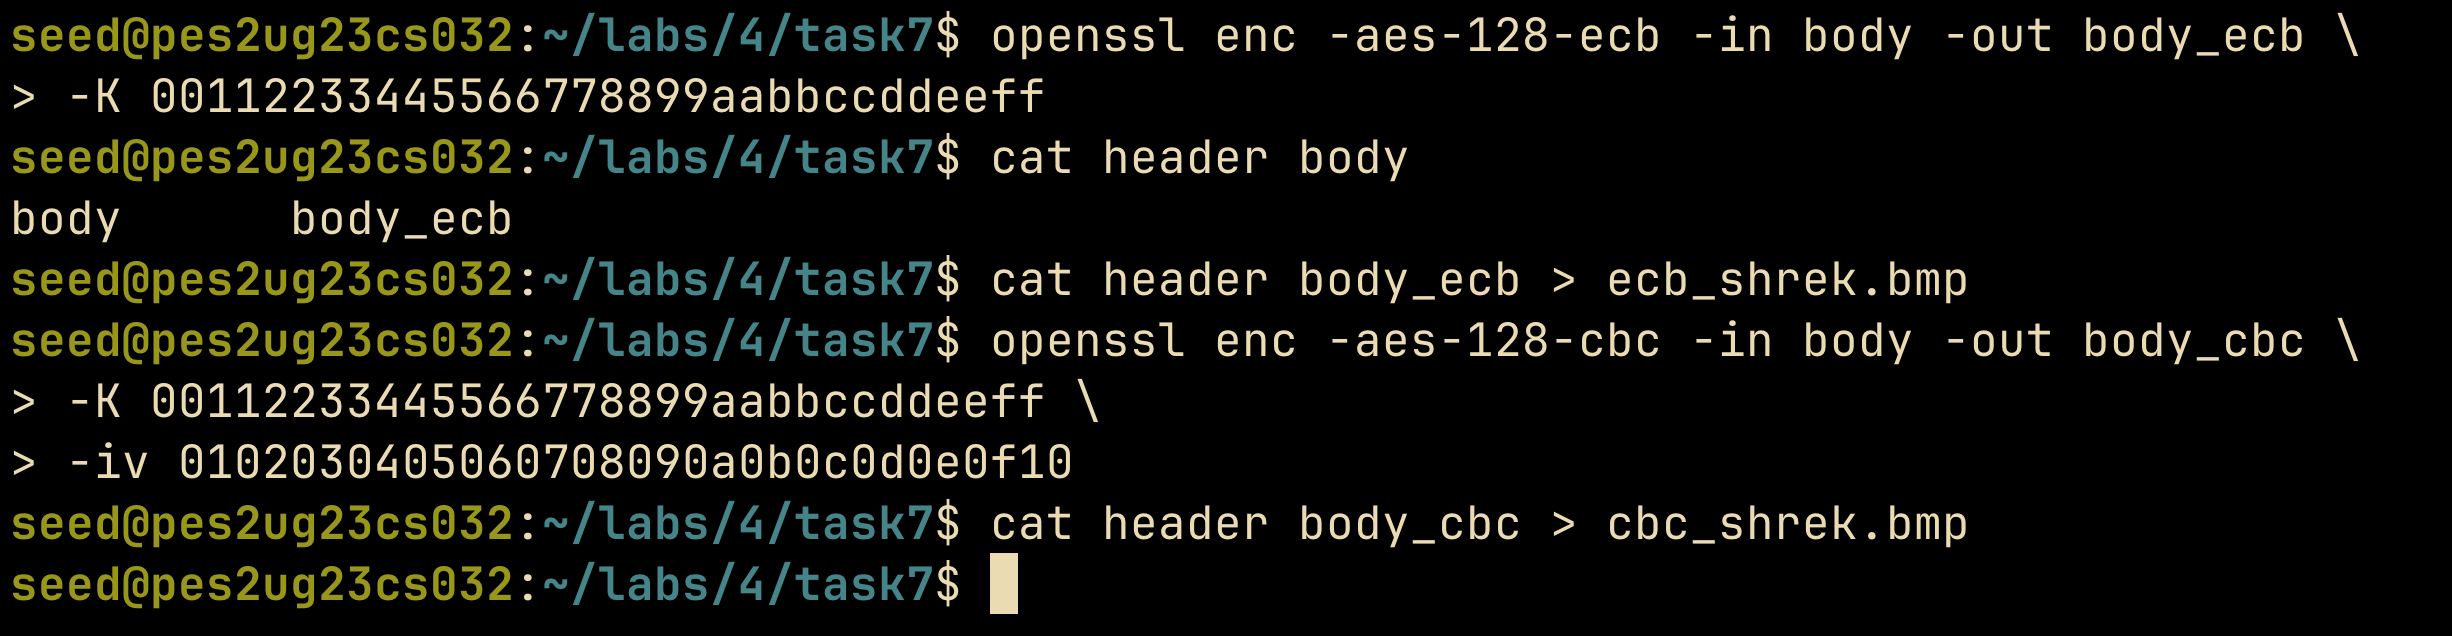 seed@pes2ug23cs032:~/labs/4/task7$ openssl enc -aes-128-ecb -in body -out body_ecb \
> -K 00112233445566778899aabbccddeeff
seed@pes2ug23cs032:~/labs/4/task7$ cat header body
body      body_ecb
seed@pes2ug23cs032:~/labs/4/task7$ cat header body_ecb > ecb_shrek.bmp
seed@pes2ug23cs032:~/labs/4/task7$ openssl enc -aes-128-cbc -in body -out body_cbc \
> -K 00112233445566778899aabbccddeeff \
> -iv 0102030405060708090a0b0c0d0e0f10
seed@pes2ug23cs032:~/labs/4/task7$ cat header body_cbc > cbc_shrek.bmp
seed@pes2ug23cs032:~/labs/4/task7$